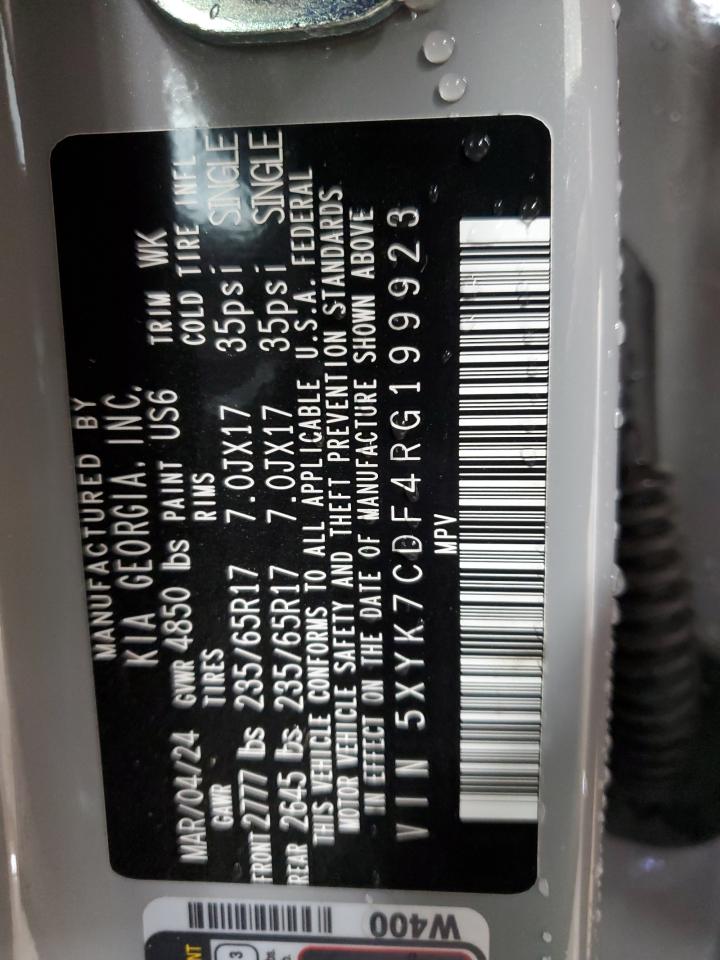 MANUFACTURED BY
KIA GEORGIA, INC.
MAR/04/24 GVWR 4850 lbs PAINT US6 TRIM WK
GAWR TIRES RIMS COLD TIRE INFL
FRONT 2777 lbs 235/65R17 7.0JX17 35psi SINGLE
REAR 2645 lbs 235/65R17 7.0JX17 35psi SINGLE
THIS VEHICLE CONFORMS TO ALL APPLICABLE U.S.A. FEDERAL
MOTOR VEHICLE SAFETY AND THEFT PREVENTION STANDARDS
IN EFFECT ON THE DATE OF MANUFACTURE SHOWN ABOVE
VIN 5XYK7CDF4RG199923
MPV
W400
3